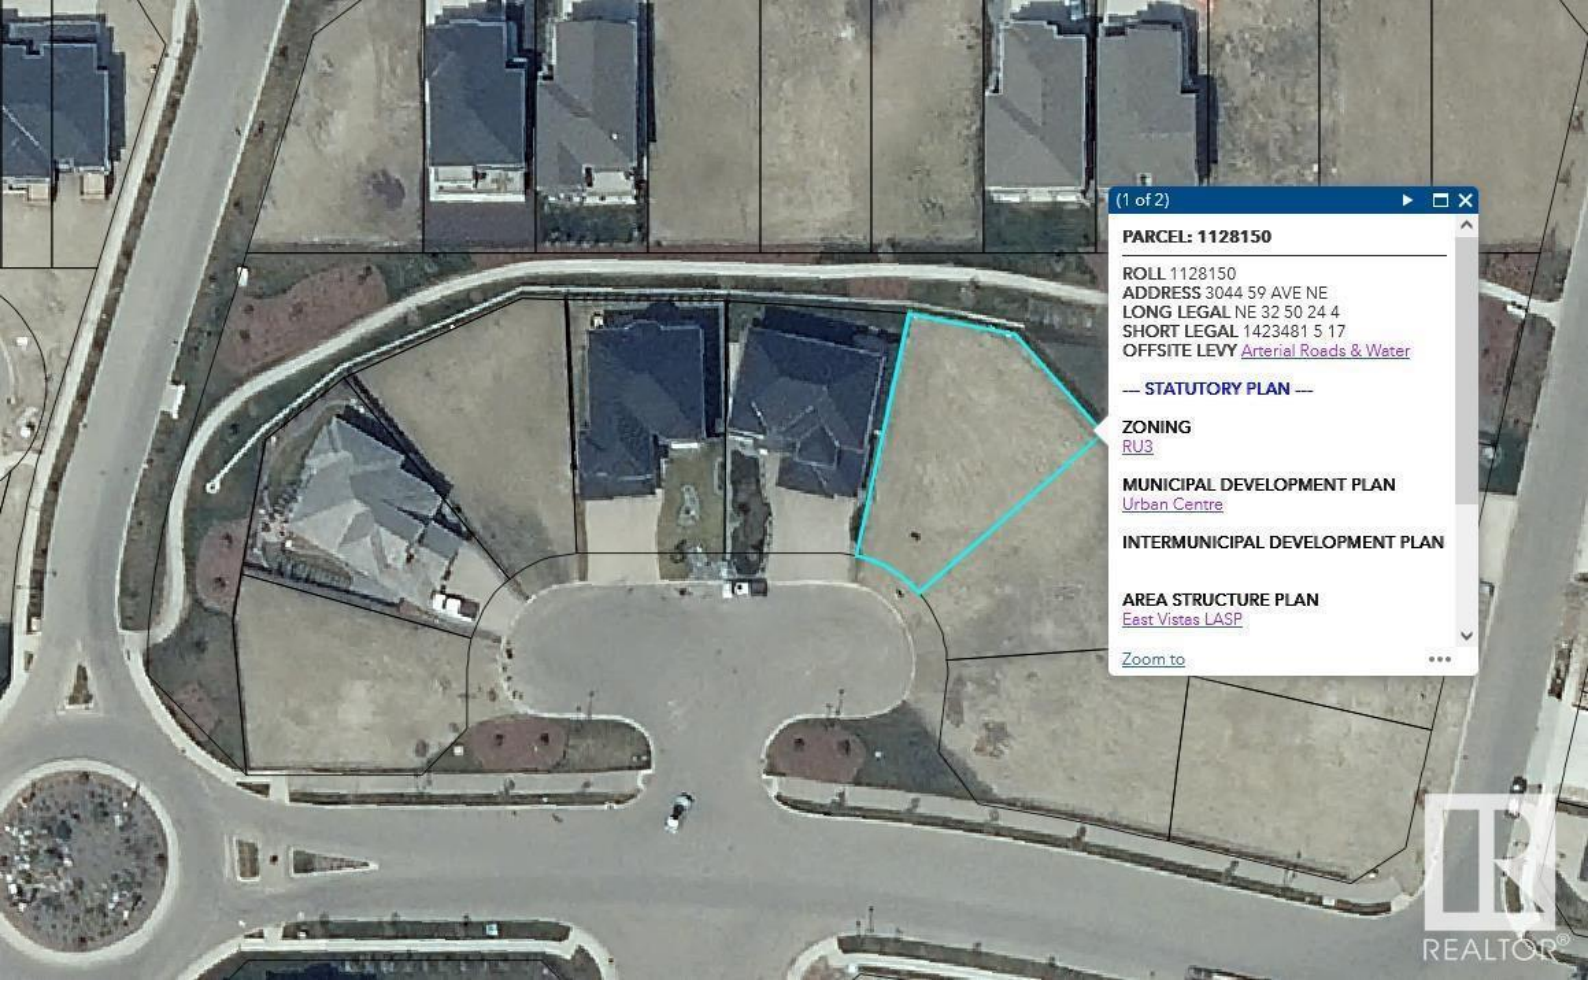 (1 of 2)
PARCEL: 1128150
ROLL 1128150
ADDRESS 3044 59 AVE NE
LONG LEGAL NE 32 50 24 4
SHORT LEGAL 1423481 5 17
OFFSITE LEVY Arterial Roads & Water
--- STATUTORY PLAN ---
ZONING
RU3
MUNICIPAL DEVELOPMENT PLAN
Urban Centre
INTERMUNICIPAL DEVELOPMENT PLAN
AREA STRUCTURE PLAN
East Vistas LASP
Zoom to
REALTOR®